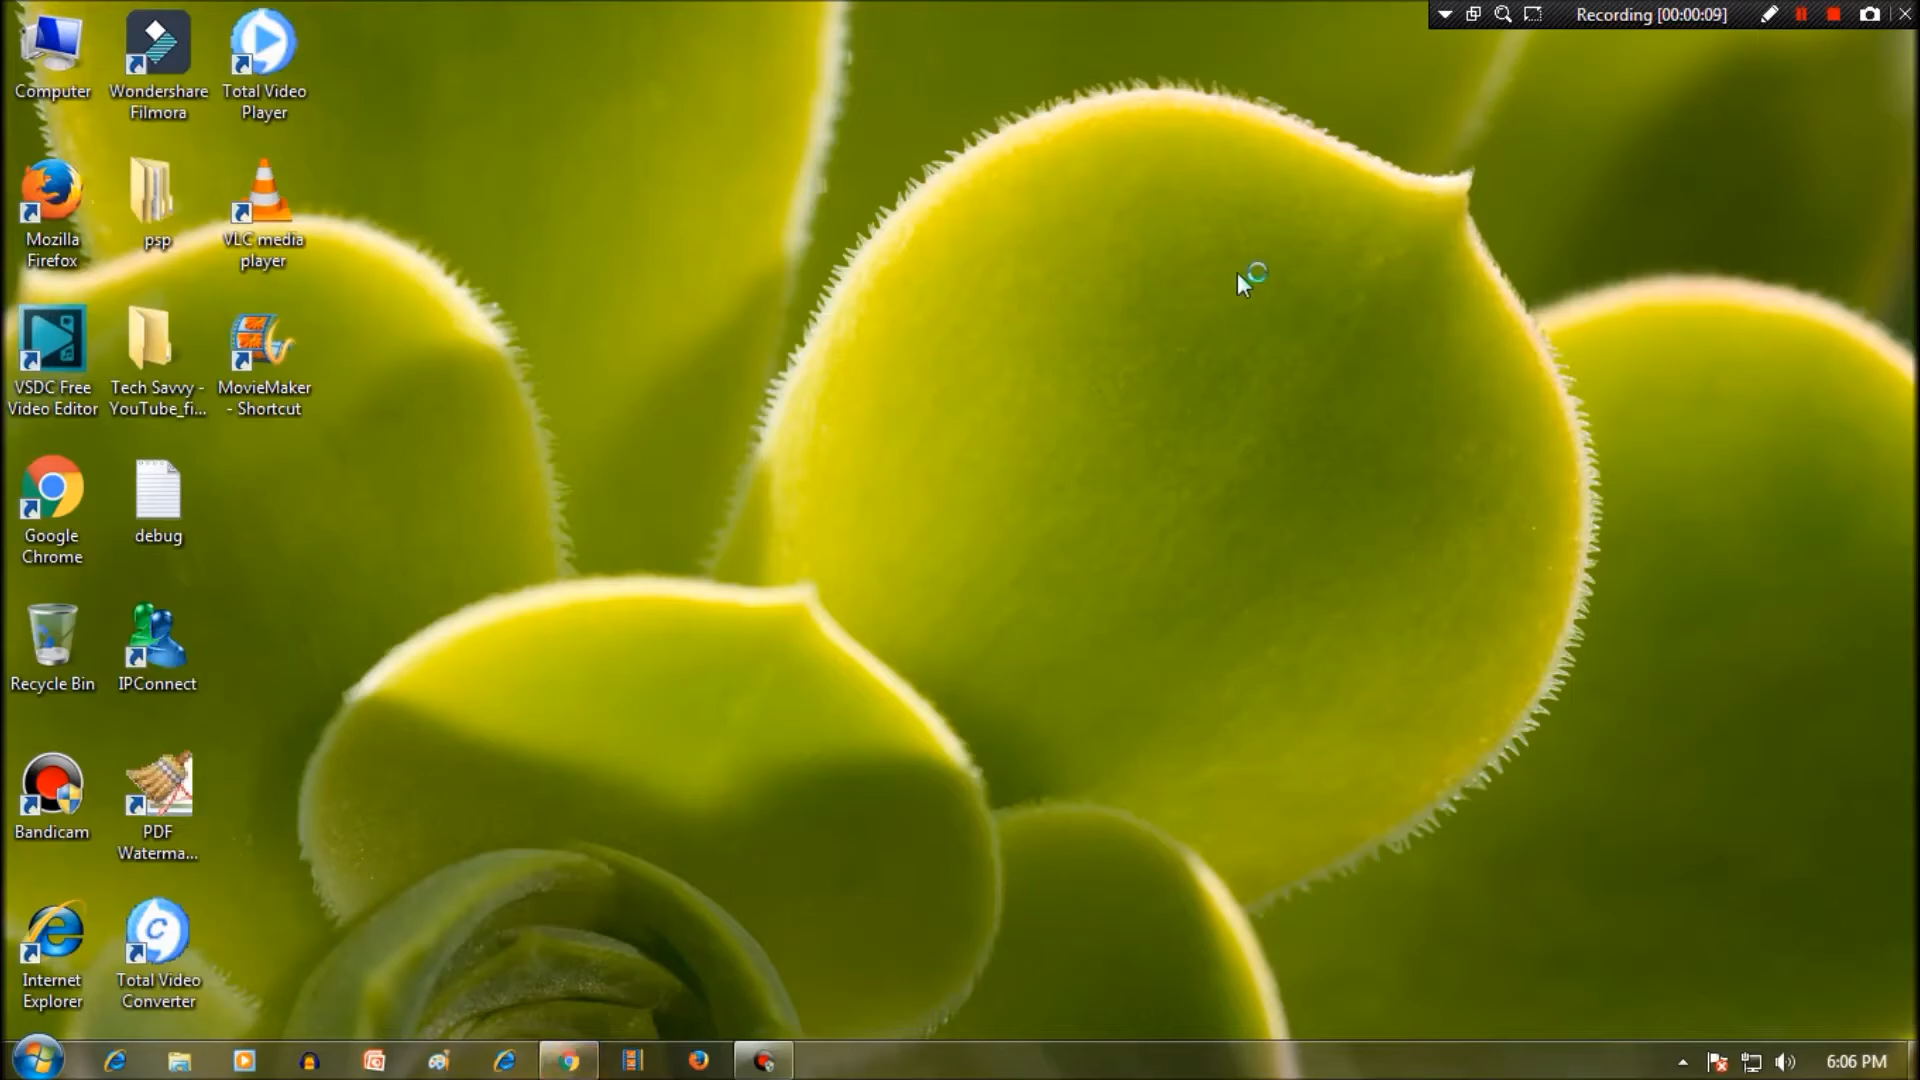 Recording [00:00:09]
Computer
Wondershare
Filmora
Total Video
Player
Mozilla
Firefox
psp
VLC media
player
VSDC Free
Video Editor
Tech Savvy -
YouTube_fi...
MovieMaker
- Shortcut
Google
Chrome
debug
Recycle Bin
IPConnect
Bandicam
PDF
Waterma...
Internet
Explorer
C
Total Video
Converter
6:06 PM